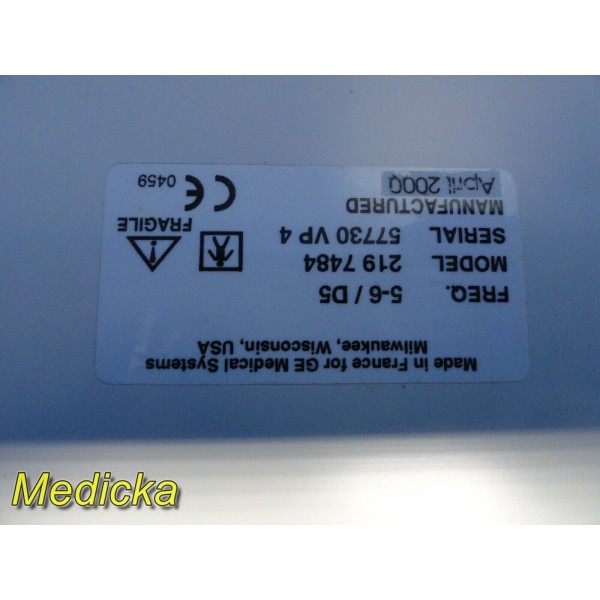 Made in France for GE Medical Systems
Milwaukee, Wisconsin, USA
FREQ. 5-6 / D5
MODEL 219 7484
SERIAL 57730 VP 4
MANUFACTURED
April 2000
FRAGILE
CE 0459
Medicka